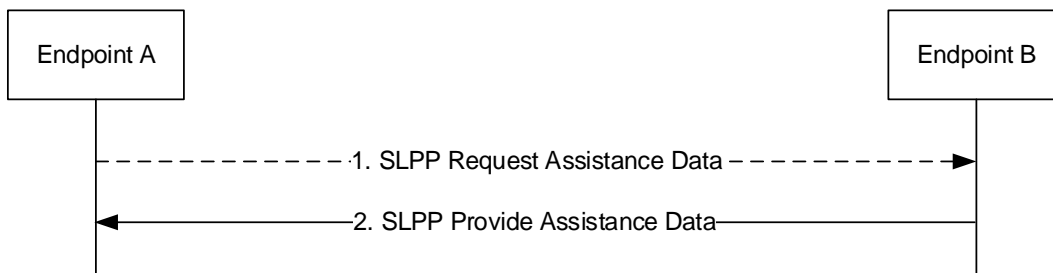 Endpoint A
Endpoint B
1. SLPP Request Assistance Data
2. SLPP Provide Assistance Data